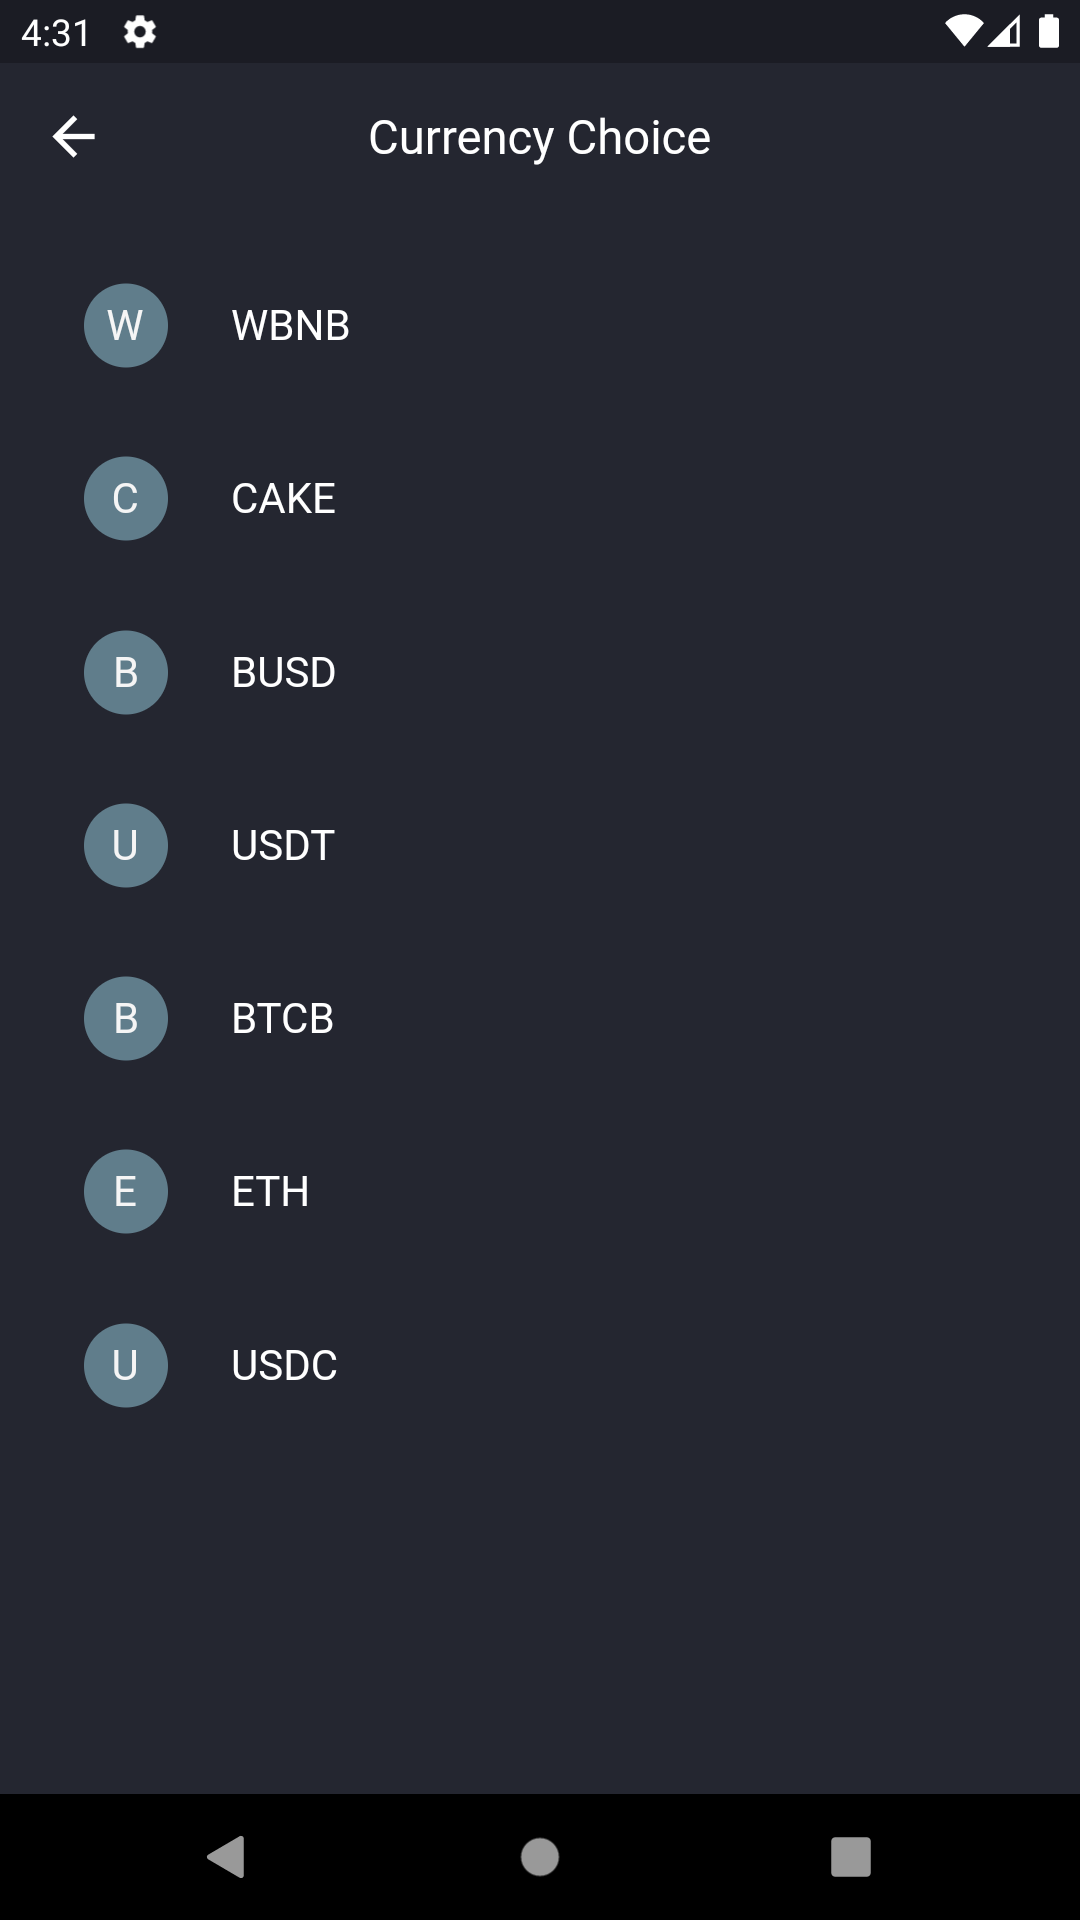 4:31
Currency Choice
W WBNB
C CAKE
B BUSD
U USDT
B BTCB
E ETH
U USDC